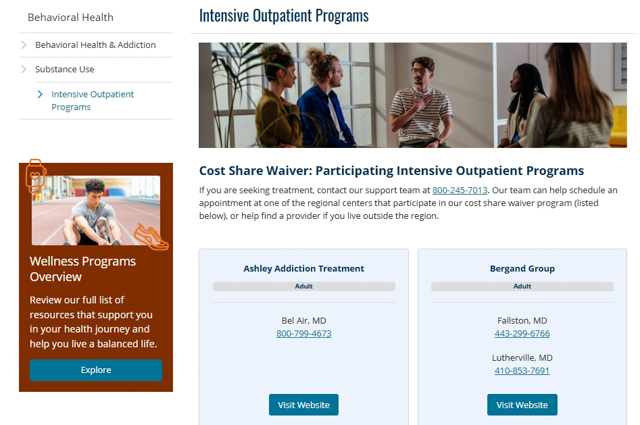 Behavioral Health
Behavioral Health & Addiction
Substance Use
Intensive Outpatient
Programs
Wellness Programs
Overview
Review our full list of
resources that support you
in your health journey and
help you live a balanced life.
Explore
Intensive Outpatient Programs
Cost Share Waiver: Participating Intensive Outpatient Programs
If you are seeking treatment, contact our support team at 800-245-7013. Our team can help schedule an
appointment at one of the regional centers that participate in our cost share waiver program (listed
below), or help find a provider if you live outside the region.
Ashley Addiction Treatment
Adult
Bel Air, MD
800-799-4673
Visit Website
Bergand Group
Adult
Fallston, MD
443-299-6766
Lutherville, MD
410-853-7691
Visit Website